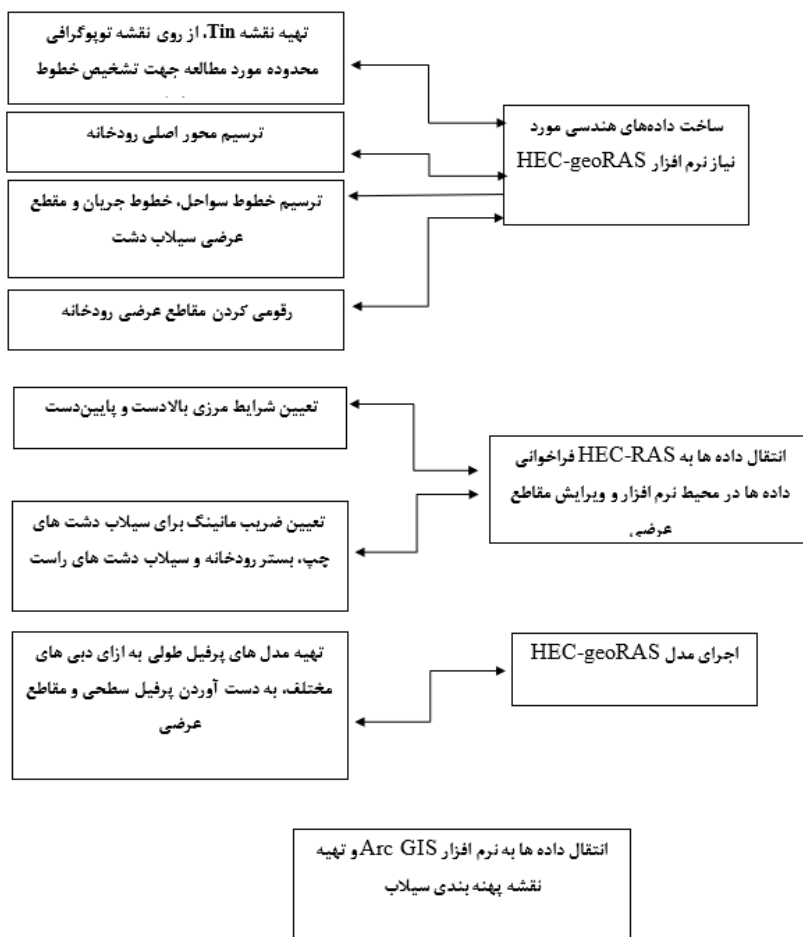 تهیه نقشه Tin، از روی نقشه توپوگرافی
محدوده مورد مطالعه جهت تشخیص خطوط
ساخت داده‌های هندسی مورد
نیاز نرم افزار HEC-geoRAS
ترسیم محور اصلی رودخانه
ترسیم خطوط سواحل، خطوط جریان و مقطع
عرضی سیلاب دشت
رقومی کردن مقاطع عرضی رودخانه
تعیین شرایط مرزی بالادست و پایین‌دست
انتقال داده ها به HEC-RAS فراخوانی
داده ها در محیط نرم افزار و ویرایش مقاطع
عرضی
تعیین ضریب مانینگ برای سیلاب دشت های
چپ، بستر رودخانه و سیلاب دشت های راست
اجرای مدل HEC-geoRAS
تهیه مدل های پرفیل طولی به ازای دبی های
مختلف، به دست آوردن پرفیل سطحی و مقاطع
عرضی
انتقال داده ها به نرم افزار Arc GIS و تهیه
نقشه پهنه بندی سیلاب